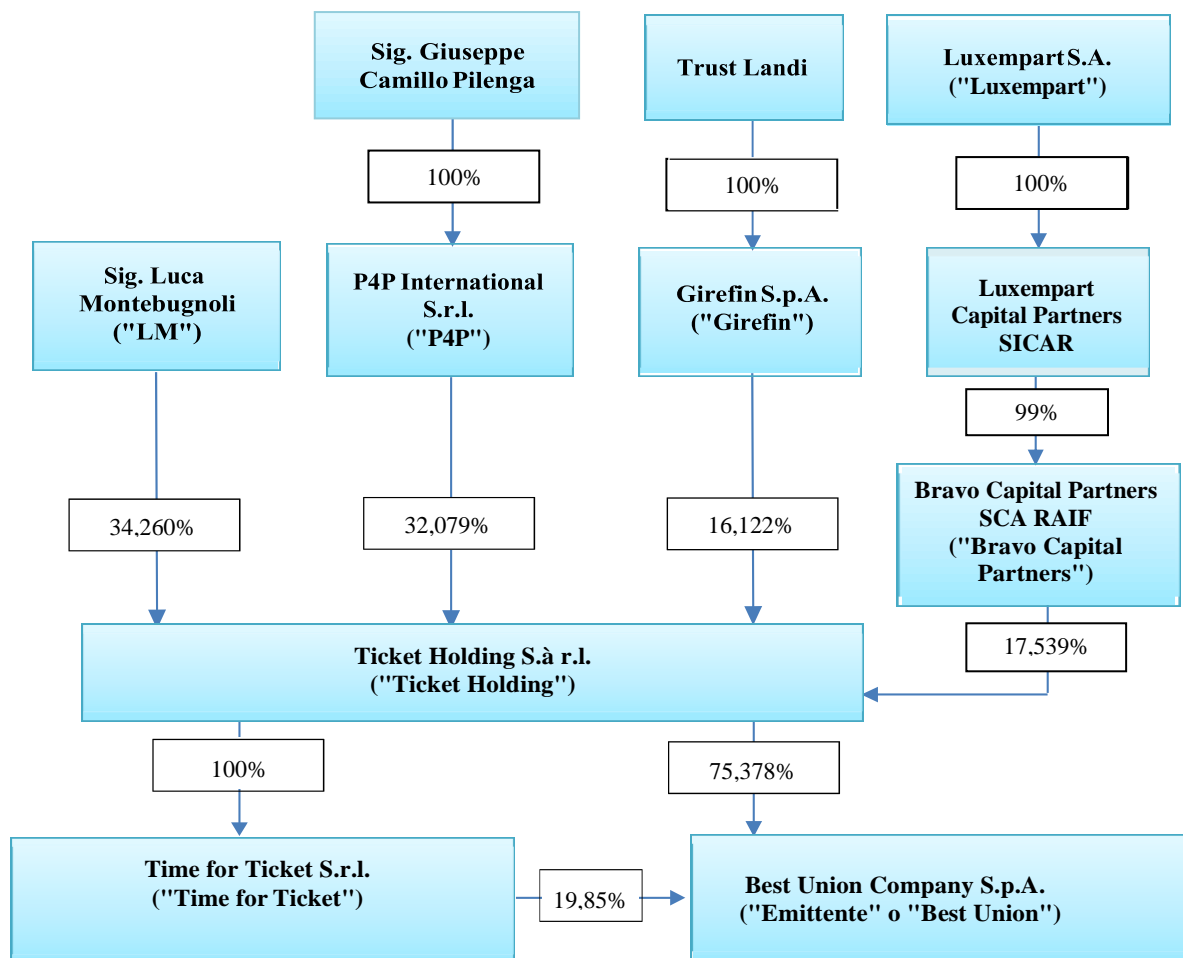 Sig. Giuseppe
Camillo Pilenga
Trust Landi
Luxempart S.A.
("Luxempart")
100%
100%
100%
Sig. Luca
Montebugnoli
("LM")
P4P International
S.r.l.
("P4P")
Girefin S.p.A.
("Girefin")
Luxempart
Capital Partners
SICAR
99%
34,260%
32,079%
16,122%
Bravo Capital Partners
SCA RAIF
("Bravo Capital
Partners")
17,539%
Ticket Holding S.à r.l.
("Ticket Holding")
100%
75,378%
Time for Ticket S.r.l.
("Time for Ticket")
19,85%
Best Union Company S.p.A.
("Emittente" o "Best Union")